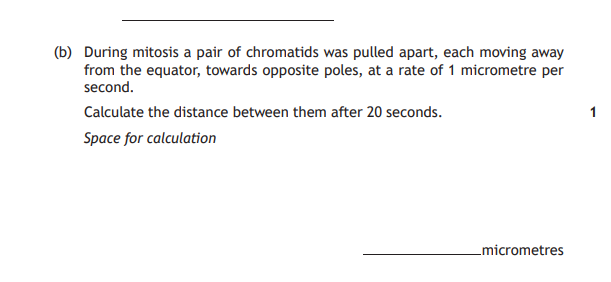 (b) During mitosis a pair of chromatids was pulled apart, each moving away
from the equator, towards opposite poles, at a rate of 1 micrometre per
second.
Calculate the distance between them after 20 seconds. 1
Space for calculation
micrometres